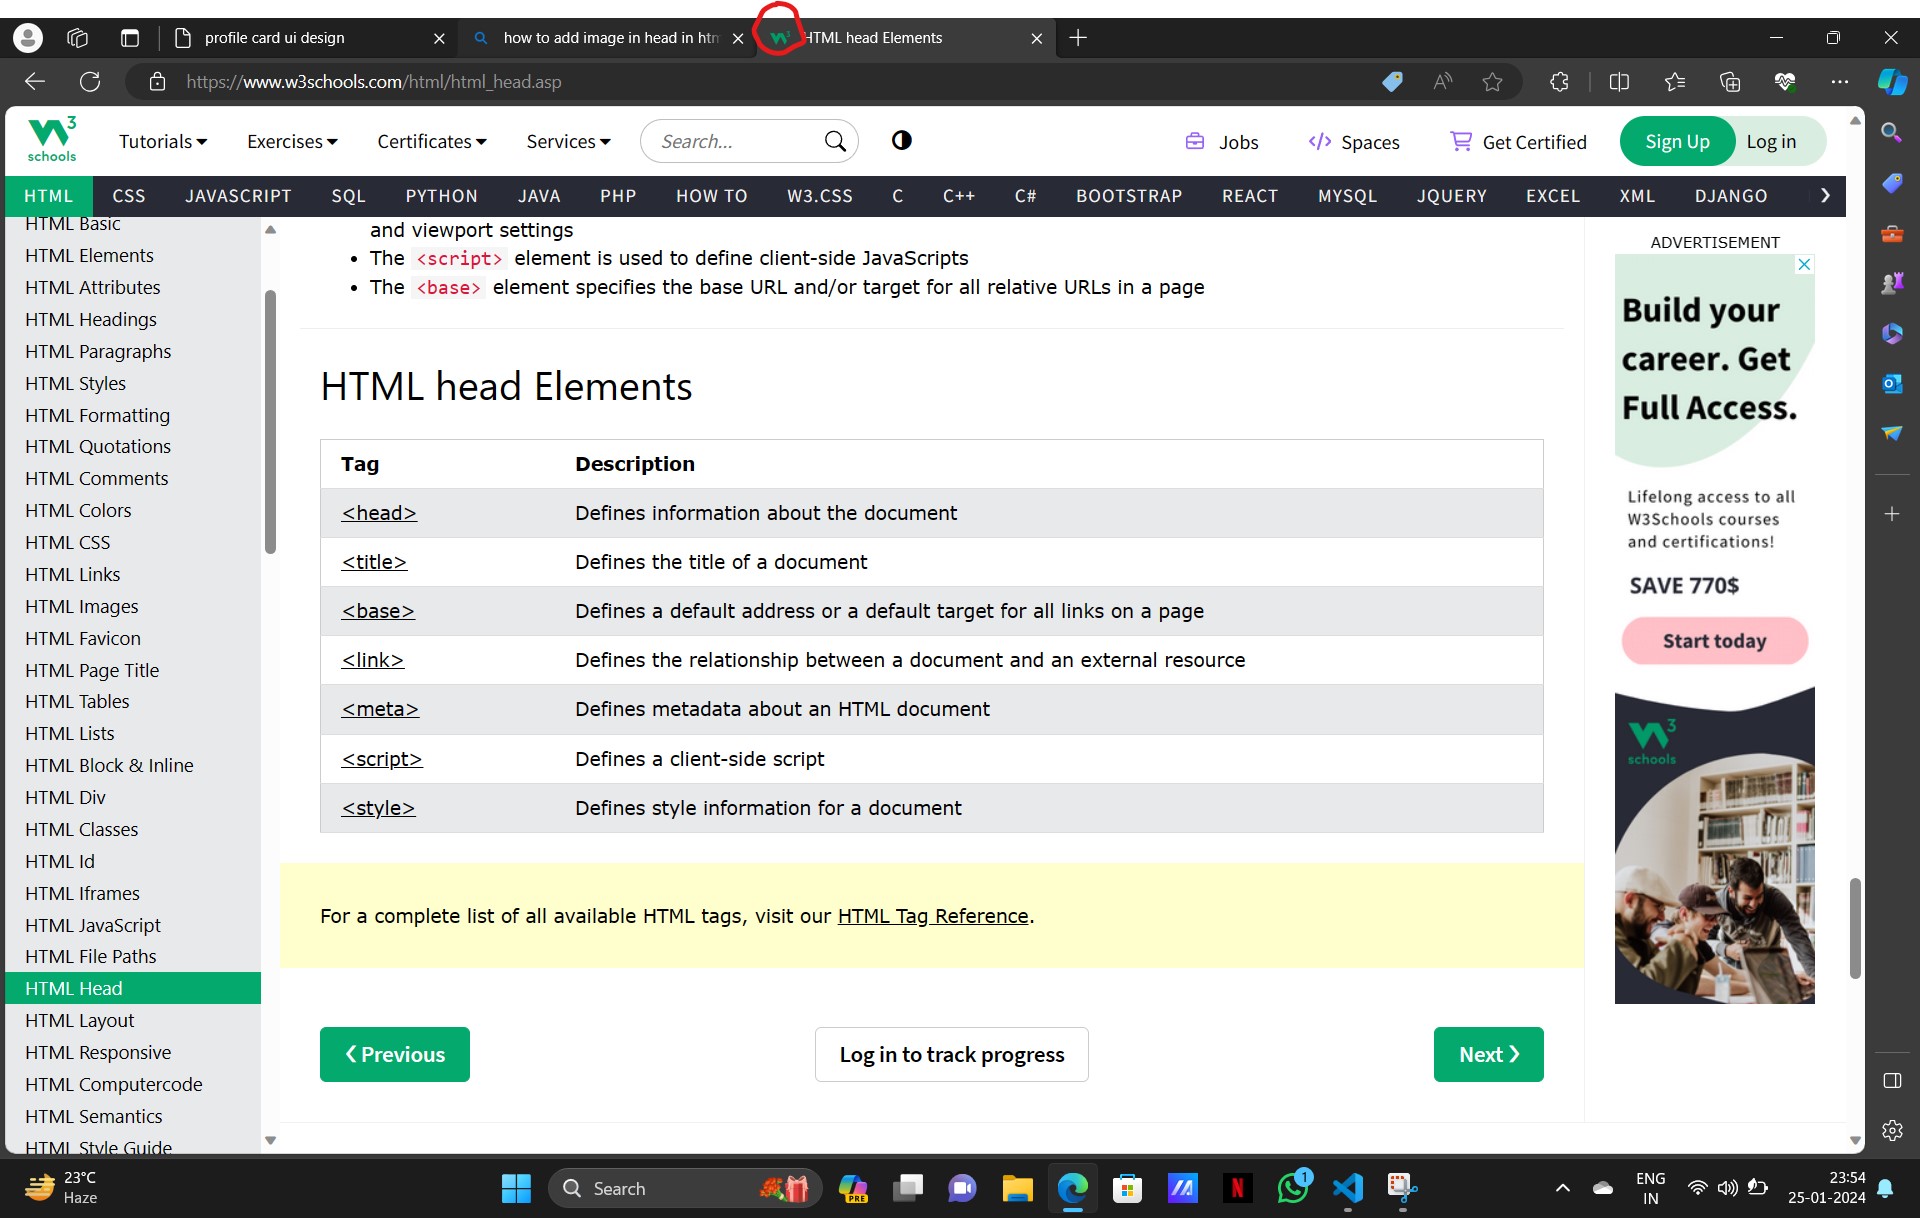 profile card ui design
how to add image in head in htm
HTML head Elements
https://www.w3schools.com/html/html_head.asp
W3 schools
Tutorials
Exercises
Certificates
Services
Search...
Jobs
</> Spaces
Get Certified
Sign Up
Log in
HTML CSS JAVASCRIPT SQL PYTHON JAVA PHP HOW TO W3.CSS C C++ C# BOOTSTRAP REACT MYSQL JQUERY EXCEL XML DJANGO
HTML Basic
HTML Elements
HTML Attributes
HTML Headings
HTML Paragraphs
HTML Styles
HTML Formatting
HTML Quotations
HTML Comments
HTML Colors
HTML CSS
HTML Links
HTML Images
HTML Favicon
HTML Page Title
HTML Tables
HTML Lists
HTML Block & Inline
HTML Div
HTML Classes
HTML Id
HTML Iframes
HTML JavaScript
HTML File Paths
HTML Head
HTML Layout
HTML Responsive
HTML Computercode
HTML Semantics
HTML Style Guide
and viewport settings
• The <script> element is used to define client-side JavaScripts
• The <base> element specifies the base URL and/or target for all relative URLs in a page
HTML head Elements
Tag Description
<head> Defines information about the document
<title> Defines the title of a document
<base> Defines a default address or a default target for all links on a page
<link> Defines the relationship between a document and an external resource
<meta> Defines metadata about an HTML document
<script> Defines a client-side script
<style> Defines style information for a document
For a complete list of all available HTML tags, visit our HTML Tag Reference.
❮ Previous
Log in to track progress
Next ❯
ADVERTISEMENT
Build your
career. Get
Full Access.
Lifelong access to all
W3Schools courses
and certifications!
SAVE 770$
Start today
W3
schools
23°C
Haze
Search
PRE
1
ENG
IN
23:54
25-01-2024